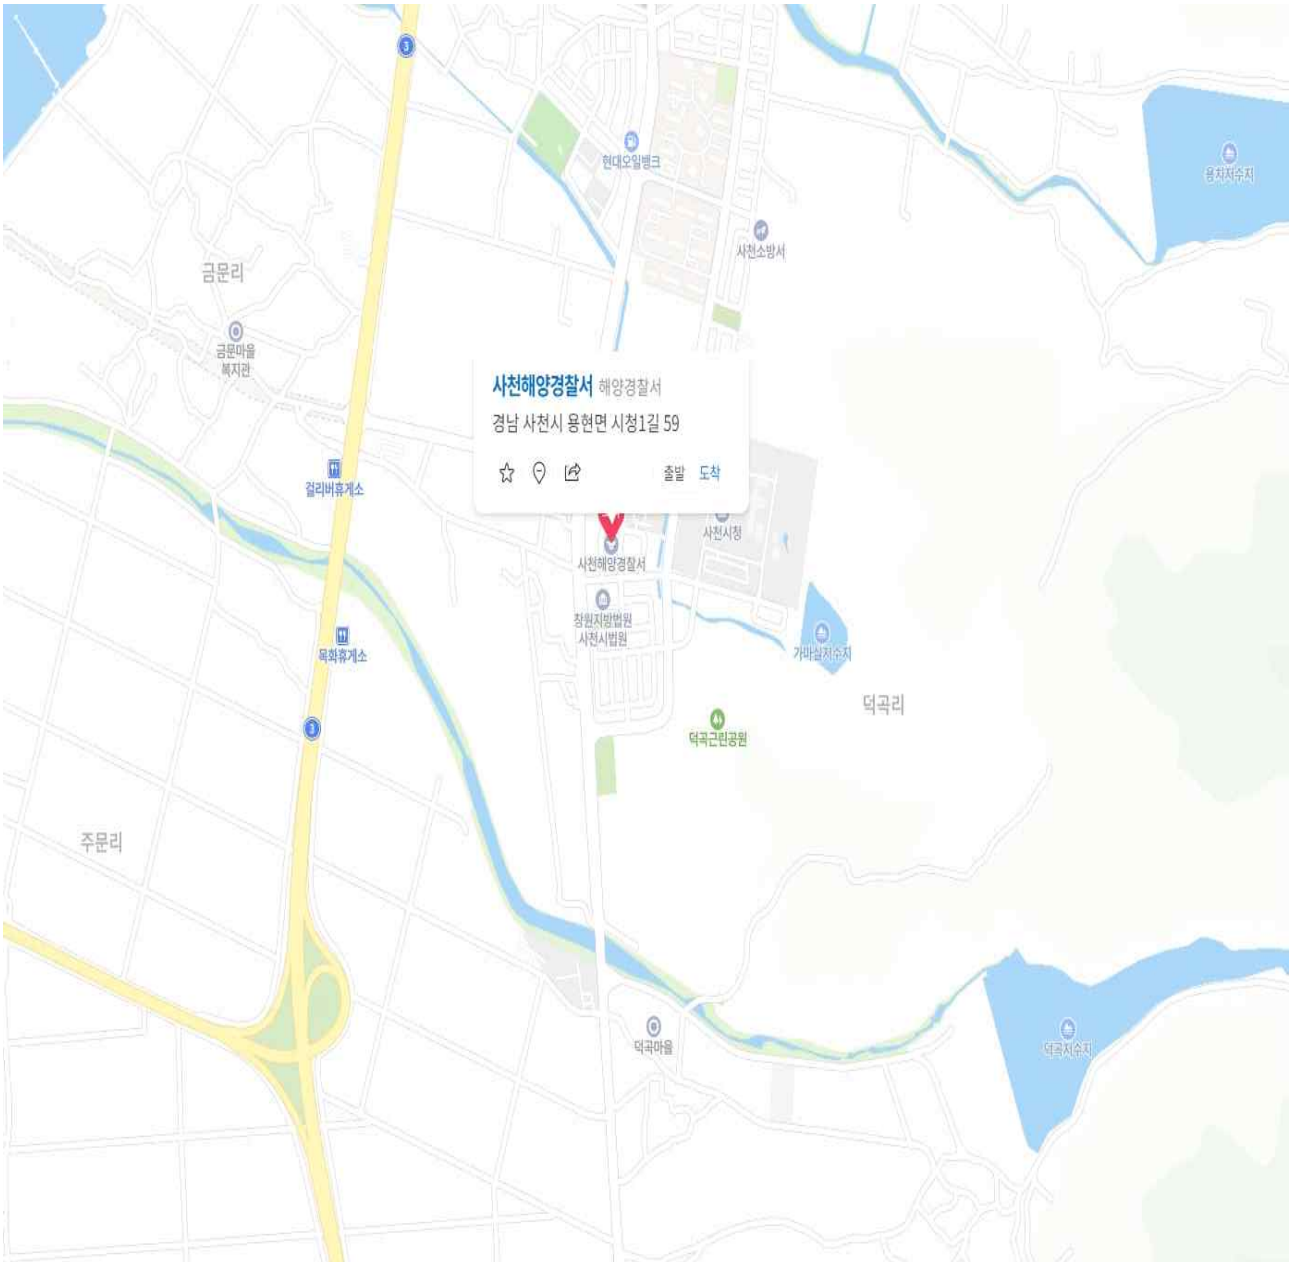 3
현대오일뱅크
용치저수지
사천소방서
금문리
금문마을
복지관
사천해양경찰서 해양경찰서
경남 사천시 용현면 시청1길 59
출발 도착
걸리버휴게소
사천시청
사천해양경찰서
창원지방법원
사천시법원
목화휴게소
가마실저수지
덕곡리
3
덕곡근린공원
주문리
덕곡마을
덕곡저수지